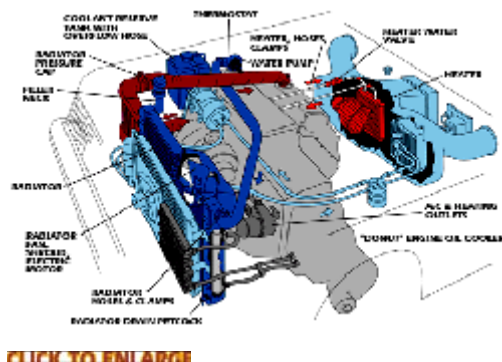 COOLANT RESERVE
TANK WITH
OVERFLOW HOSE
THERMOSTAT
HEATER, HOSES,
CLAMPS
WATER PUMP
HEATER WATER
VALVE
HEATER
RADIATOR
PRESSURE
CAP
FILLER
NECK
RADIATOR
RADIATOR
FAN,
SHROUD,
ELECTRIC
MOTOR
RADIATOR
HOSES & CLAMPS
RADIATOR DRAIN PETCOCK
A/C & HEATING
OUTLETS
"DONUT" ENGINE OIL COOLER
CLICK TO ENLARGE